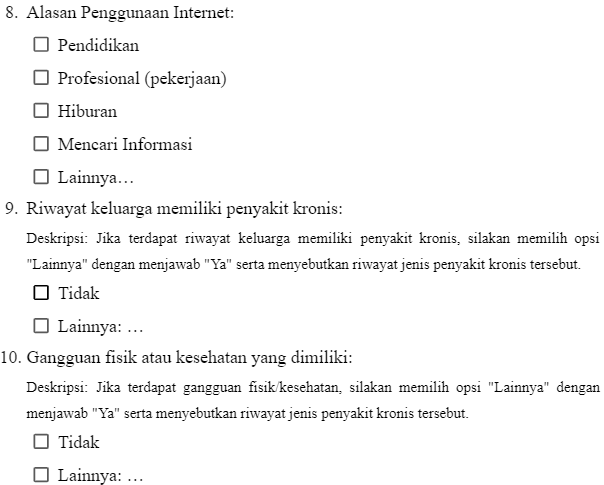 8. Alasan Penggunaan Internet:
Pendidikan
Profesional (pekerjaan)
Hiburan
Mencari Informasi
Lainnya…
9. Riwayat keluarga memiliki penyakit kronis:
Deskripsi: Jika terdapat riwayat keluarga memiliki penyakit kronis, silakan memilih opsi
"Lainnya" dengan menjawab "Ya" serta menyebutkan riwayat jenis penyakit kronis tersebut.
Tidak
Lainnya: …
10. Gangguan fisik atau kesehatan yang dimiliki:
Deskripsi: Jika terdapat gangguan fisik/kesehatan, silakan memilih opsi "Lainnya" dengan
menjawab "Ya" serta menyebutkan riwayat jenis penyakit kronis tersebut.
Tidak
Lainnya: …